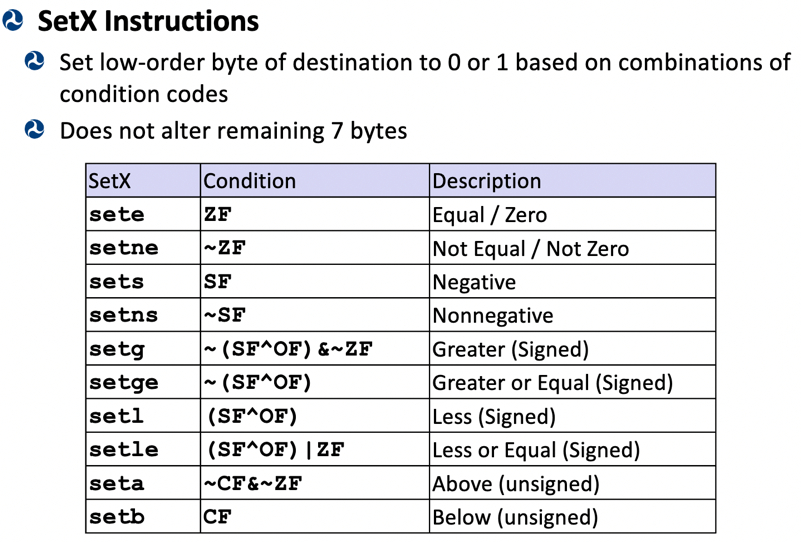 SetX Instructions
Set low-order byte of destination to 0 or 1 based on combinations of
condition codes
Does not alter remaining 7 bytes
SetX Condition Description
sete ZF Equal / Zero
setne ~ZF Not Equal / Not Zero
sets SF Negative
setns ~SF Nonnegative
setg ~(SF^OF)&~ZF Greater (Signed)
setge ~(SF^OF) Greater or Equal (Signed)
setl (SF^OF) Less (Signed)
setle (SF^OF)|ZF Less or Equal (Signed)
seta ~CF&~ZF Above (unsigned)
setb CF Below (unsigned)